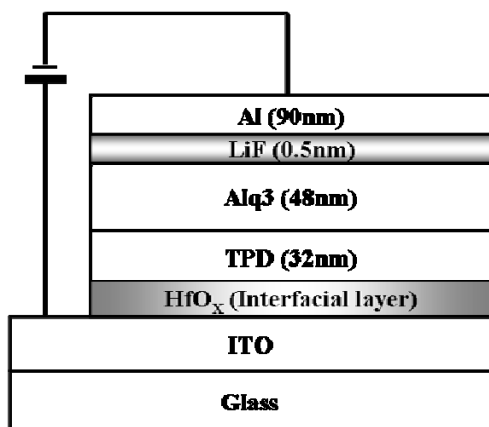 Al (90nm)
LiF (0.5nm)
Alq3 (48nm)
TPD (32nm)
HfOₓ (Interfacial layer)
ITO
Glass